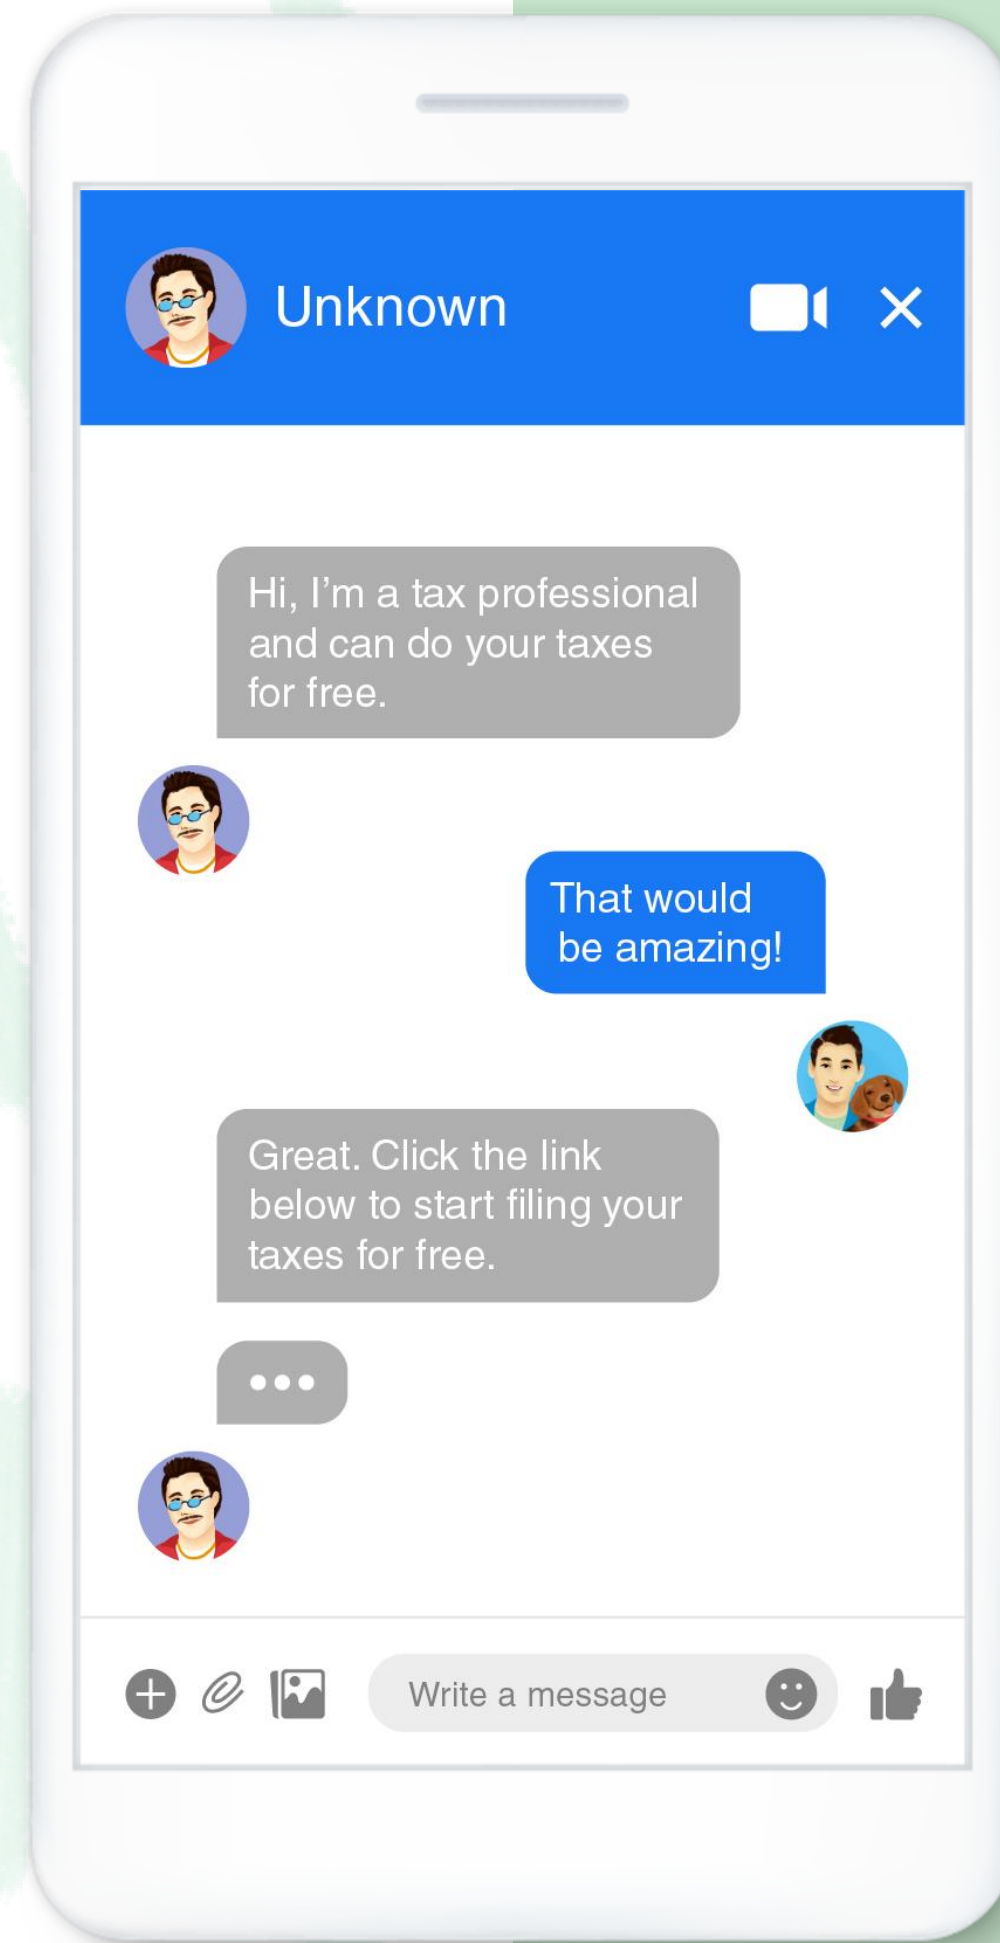 Unknown
Hi, I’m a tax professional
and can do your taxes
for free.
That would
be amazing!
Great. Click the link
below to start filing your
taxes for free.
Write a message